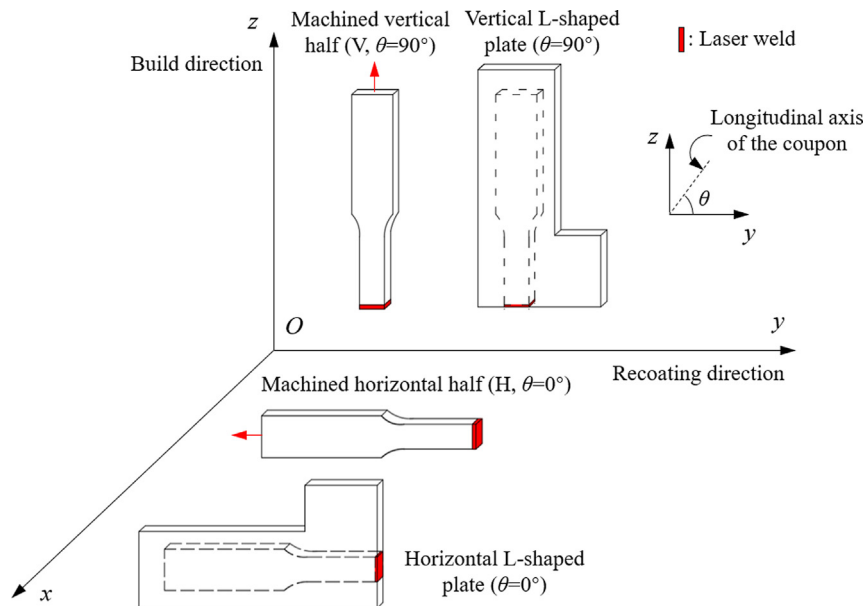 Machined vertical
half (V, θ=90°)
Vertical L-shaped
plate (θ=90°)
: Laser weld
z
Build direction
Longitudinal axis
of the coupon
z
θ
y
O
y
Recoating direction
Machined horizontal half (H, θ=0°)
Horizontal L-shaped
plate (θ=0°)
x